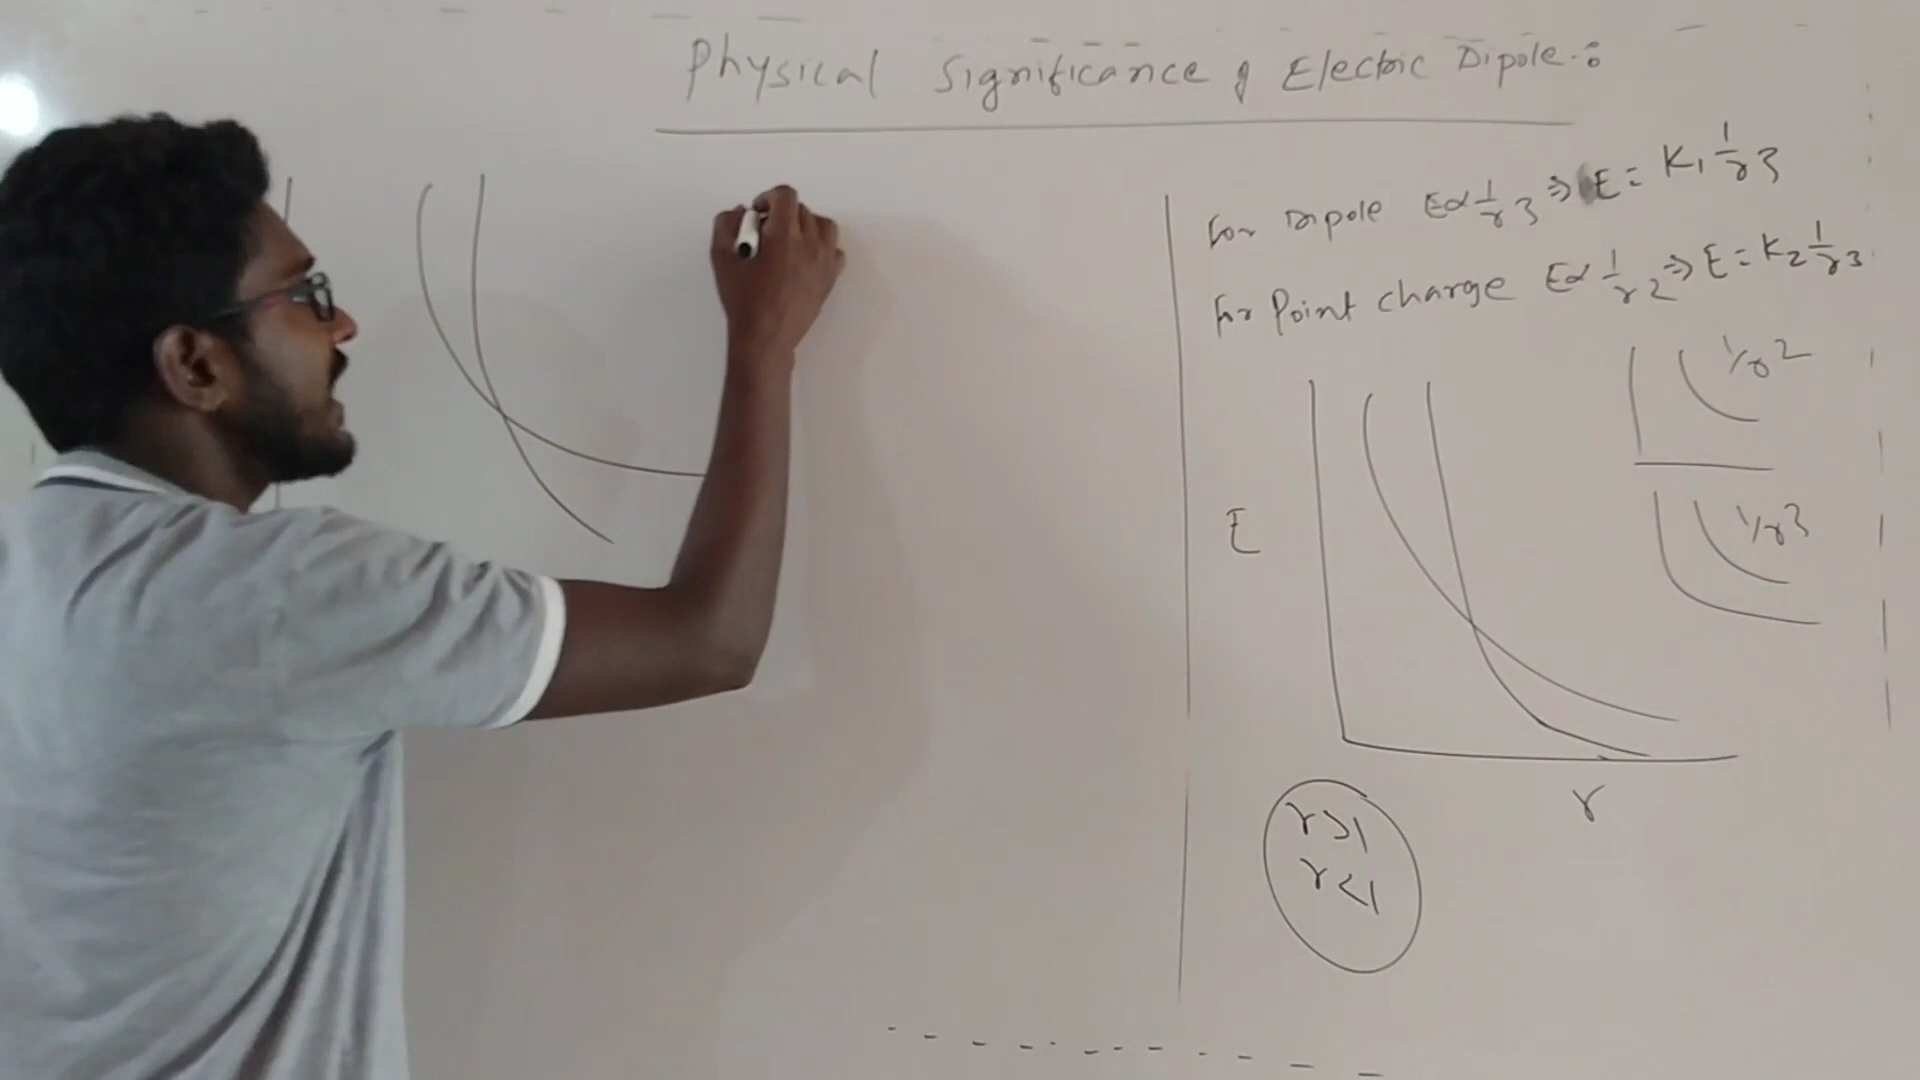 Physical Significance of Electric Dipole:
For Dipole E∝1/r3 ⇒ E = K1 1/r3
For Point charge E∝1/r2 ⇒ E = K2 1/r3
1/r2
1/r3
E
r
r>1
r<1